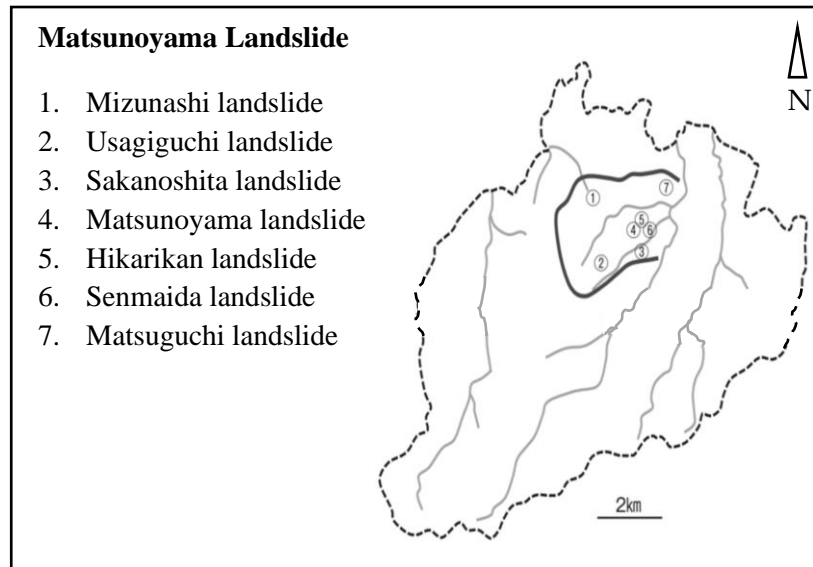 Matsunoyama Landslide
N
1. Mizunashi landslide
2. Usagiguchi landslide
3. Sakanoshita landslide
4. Matsunoyama landslide
5. Hikarikan landslide
6. Senmaida landslide
7. Matsuguchi landslide
① ⑦
⑤
④ ⑥
② ③
2km